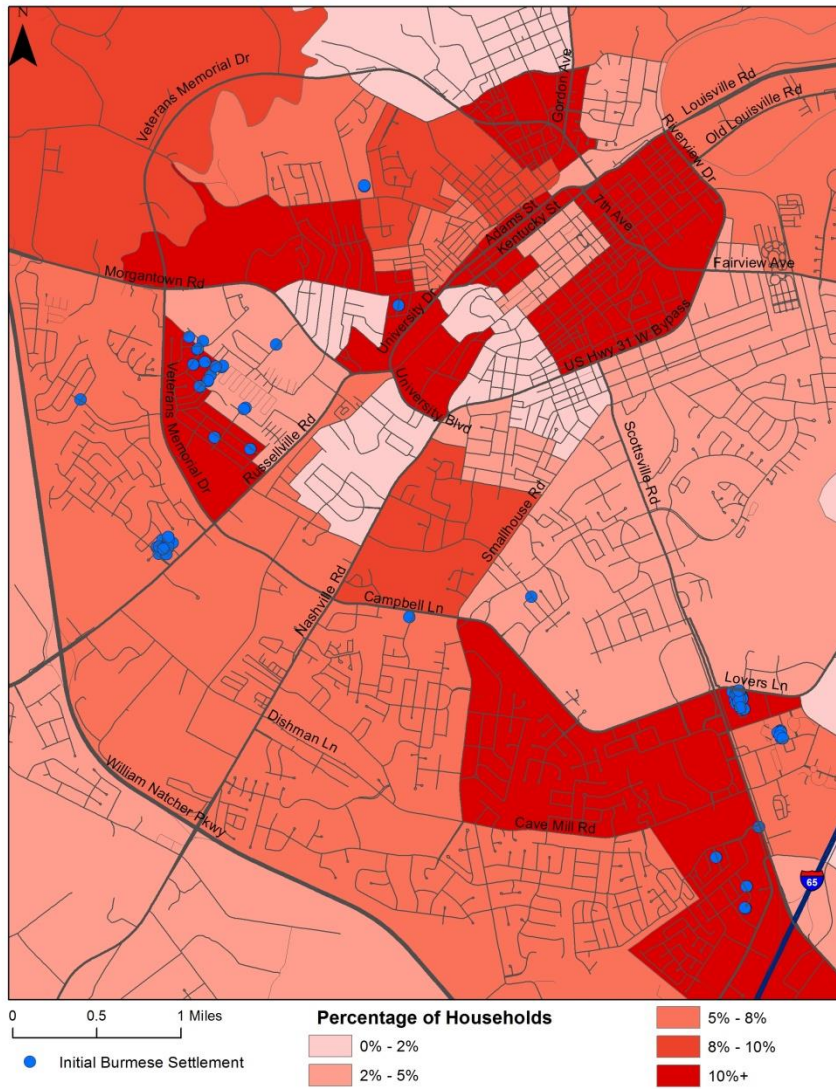 N
Veterans Memorial Dr
Gordon Ave
Louisville Rd
Old Louisville Rd
Riverview Dr
Adams St
Kentucky St
7th Ave
Fairview Ave
Morgantown Rd
University Dr
US Hwy 31 W Bypass
Veterans Memorial Dr
University Blvd
Russellville Rd
Scottsville Rd
Smallhouse Rd
Nashville Rd
Campbell Ln
Lovers Ln
Dishman Ln
William Natcher Pkwy
Cave Mill Rd
65
0 0.5 1 Miles
Initial Burmese Settlement
Percentage of Households
0% - 2%
2% - 5%
5% - 8%
8% - 10%
10%+